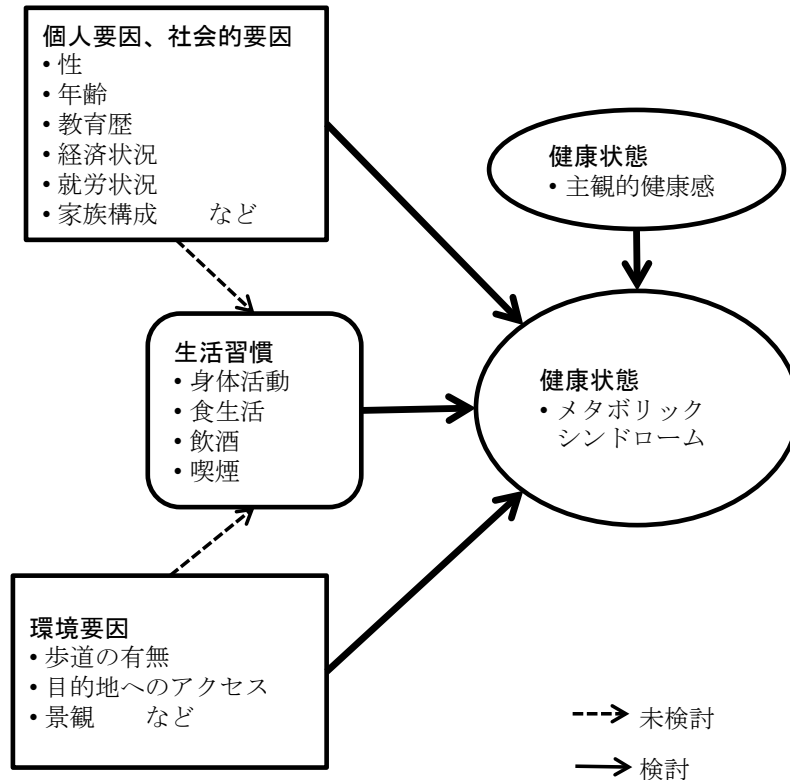 個人要因、社会的要因
• 性
• 年齢
• 教育歴
• 経済状況
• 就労状況
• 家族構成　　など
健康状態
• 主観的健康感
生活習慣
• 身体活動
• 食生活
• 飲酒
• 喫煙
健康状態
• メタボリック
シンドローム
環境要因
• 歩道の有無
• 目的地へのアクセス
• 景観　　など
未検討
検討